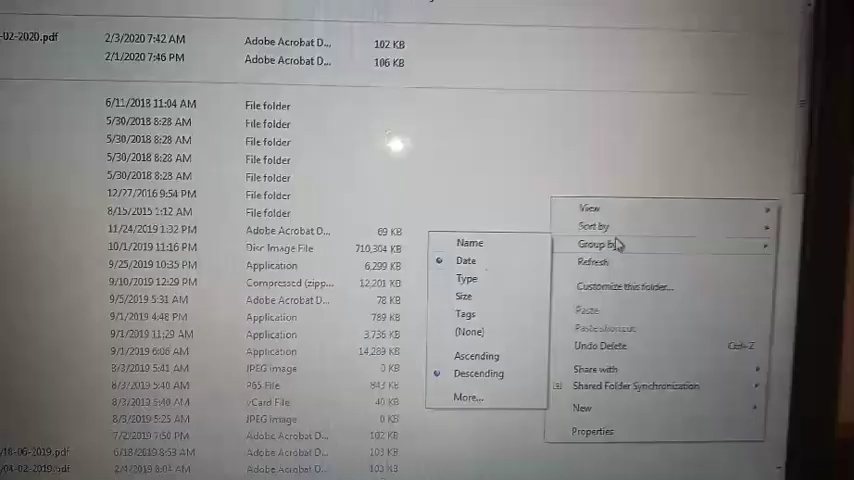 -02-2020.pdf 2/3/2020 7:42 AM Adobe Acrobat D... 102 KB
2/1/2020 7:46 PM Adobe Acrobat D... 106 KB
6/11/2018 11:04 AM File folder
5/30/2018 8:28 AM File folder
5/30/2018 8:28 AM File folder
5/30/2018 8:28 AM File folder
5/30/2018 8:28 AM File folder
12/27/2016 9:54 PM File folder
8/15/2015 1:12 AM File folder
11/24/2019 1:32 PM Adobe Acrobat D... 69 KB
10/1/2019 11:16 PM Disc Image File 710,304 KB
9/25/2019 10:35 PM Application 6,299 KB
9/10/2019 12:29 PM Compressed (zipp... 12,201 KB
9/5/2019 5:31 AM Adobe Acrobat D... 78 KB
9/1/2019 4:48 PM Application 789 KB
9/1/2019 11:29 AM Application 3,736 KB
9/1/2019 6:06 AM Application 14,289 KB
8/3/2019 5:41 AM JPEG image 0 KB
8/3/2019 5:40 AM P65 File 843 KB
8/3/2019 5:40 AM vCard File 40 KB
8/3/2019 5:25 AM JPEG image 0 KB
7/2/2019 7:50 PM Adobe Acrobat D... 102 KB
/18-06-2019.pdf 6/18/2019 8:53 AM Adobe Acrobat D... 103 KB
/04-02-2019.pdf 2/4/2019 8:01 AM Adobe Acrobat D... 103 KB
Name
Date
Type
Size
Tags
(None)
Ascending
Descending
More...
View
Sort by
Group by
Refresh
Customize this folder...
Paste
Paste shortcut
Undo Delete Ctrl+Z
Share with
Shared Folder Synchronization
New
Properties